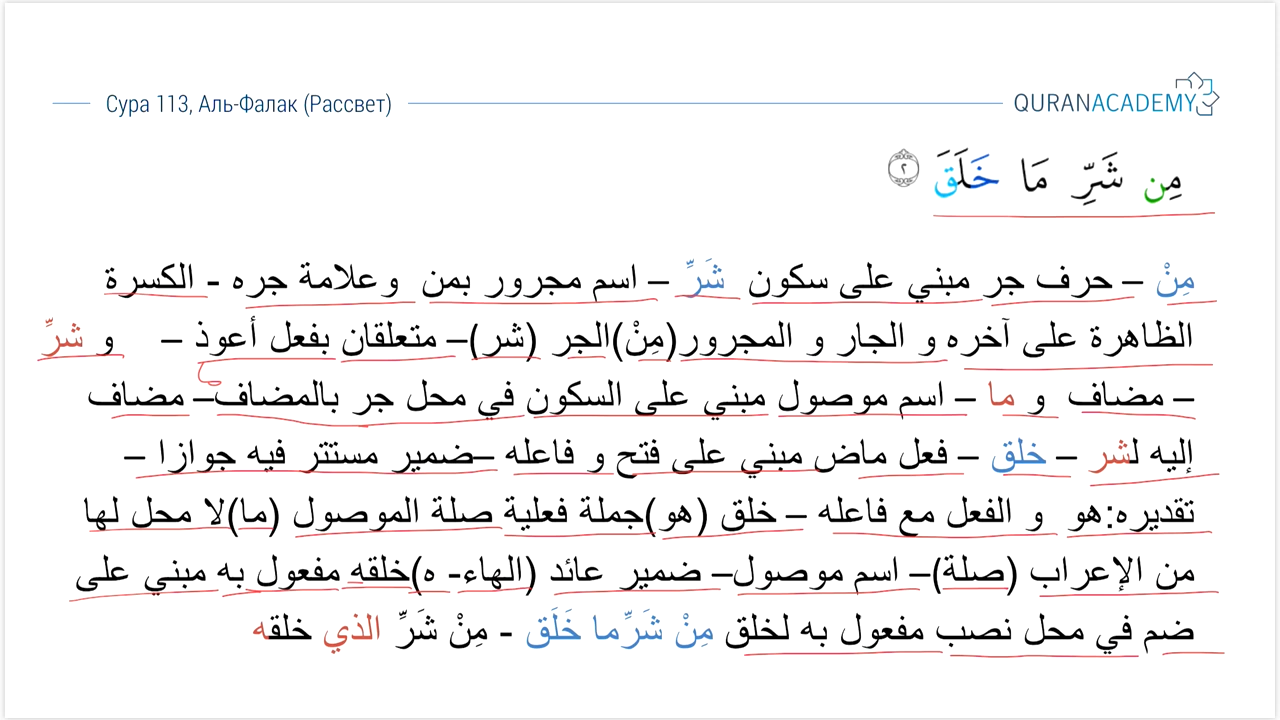 Сура 113, Аль-Фалак (Рассвет)
QURANACADEMY
مِن شَرِّ مَا خَلَقَ ٢
مِنْ – حرف جر مبني على سكون شَرِّ – اسم مجرور بمن وعلامة جره - الكسرة
الظاهرة على آخره و الجار و المجرور(مِنْ)الجر (شر)– متعلقان بفعل أعوذ – و شرِّ
– مضاف و ما – اسم موصول مبني على السكون في محل جر بالمضاف– مضاف
إليه لشر – خلق – فعل ماض مبني على فتح و فاعله –ضمير مستتر فيه جوازا –
تقديره:هو و الفعل مع فاعله – خلق (هو)جملة فعلية صلة الموصول (ما)لا محل لها
من الإعراب (صلة)– اسم موصول– ضمير عائد (الهاء- ه)خلقه مفعول به مبني على
ضم في محل نصب مفعول به لخلق مِنْ شَرِّما خَلَق - مِنْ شَرِّ الذي خلقه